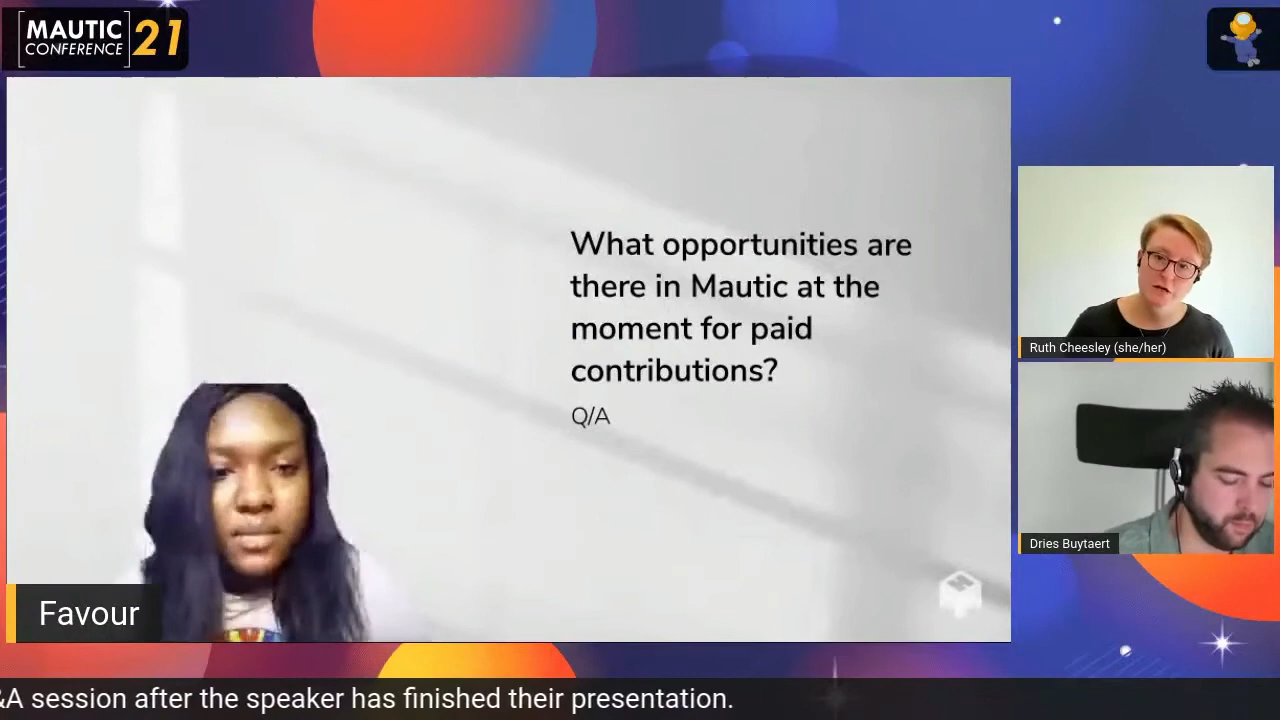 MAUTIC
CONFERENCE
21
What opportunities are
there in Mautic at the
moment for paid
contributions?
Q/A
Ruth Cheesley (she/her)
Dries Buytaert
Favour
&A session after the speaker has finished their presentation.